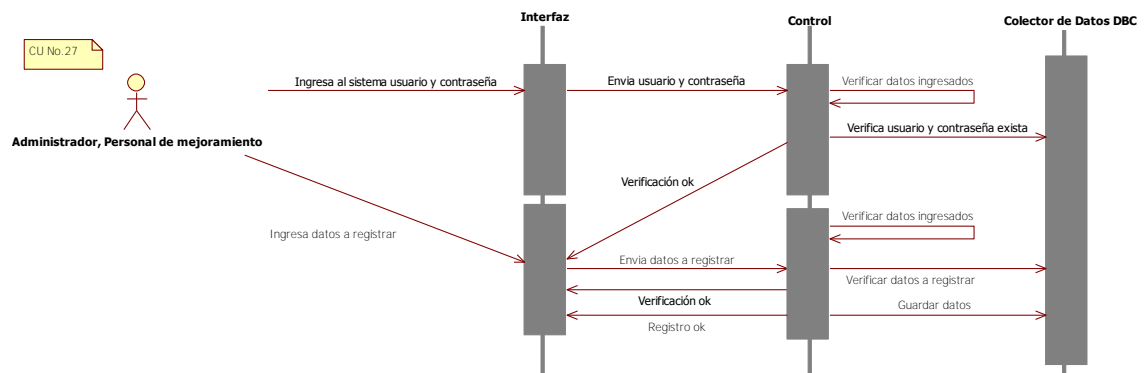 Interfaz
Control
Colector de Datos DBC
CU No.27
Administrador, Personal de mejoramiento
Ingresa al sistema usuario y contraseña
Envia usuario y contraseña
Verificar datos ingresados
Verifica usuario y contraseña exista
Verificación ok
Verificar datos ingresados
Ingresa datos a registrar
Envia datos a registrar
Verificar datos a registrar
Verificación ok
Guardar datos
Registro ok